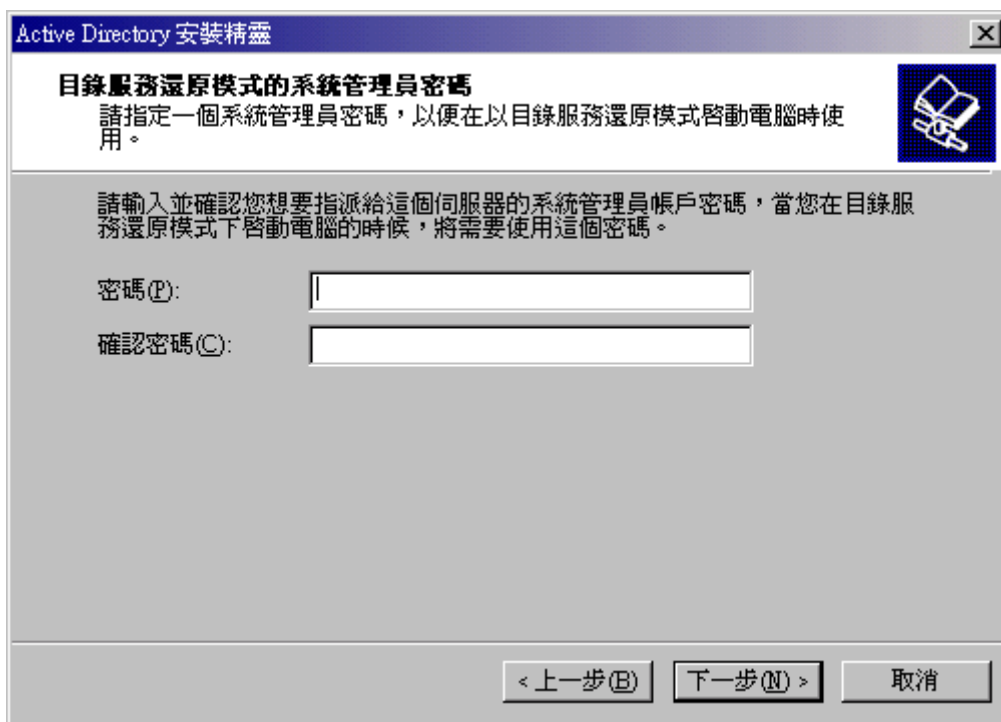 Active Directory 安裝精靈
目錄服務還原模式的系統管理員密碼
請指定一個系統管理員密碼，以便在以目錄服務還原模式啓動電腦時使
用。
請輸入並確認您想要指派給這個伺服器的系統管理員帳戶密碼，當您在目錄服
務還原模式下啓動電腦的時候，將需要使用這個密碼。
密碼(P):
確認密碼(C):
< 上一步(B) 下一步(N) > 取消